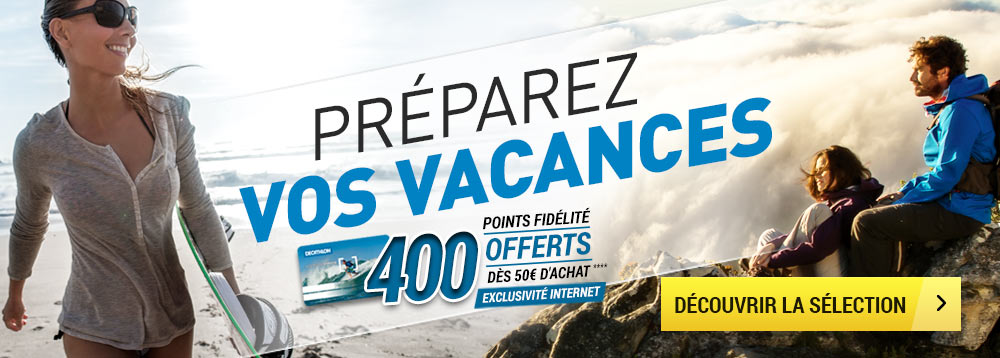 PRÉPAREZ
VOS VACANCES
DECATHLON
400
POINTS FIDÉLITÉ
OFFERTS
DÈS 50€ D'ACHAT ****
EXCLUSIVITÉ INTERNET
DÉCOUVRIR LA SÉLECTION